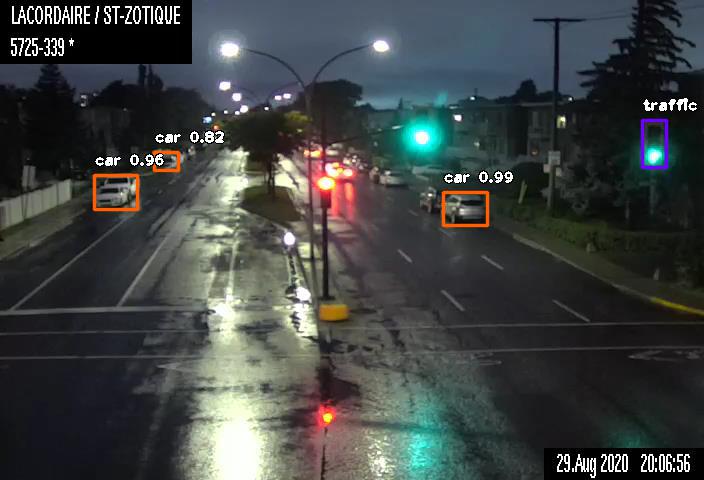 LACORDAIRE / ST-ZOTIQUE
5725-339 *
traffic
car 0.82
car 0.96
car 0.99
29.Aug 2020 20:06:56